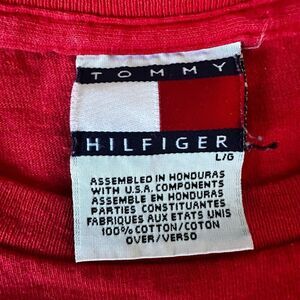 TOMMY
HILFIGER
L/G
ASSEMBLED IN HONDURAS
WITH U.S.A. COMPONENTS
ASSEMBLE EN HONDURAS
PARTIES CONSTITUANTES
FABRIQUES AUX ETATS UNIS
100% COTTON/COTON
OVER/VERSO